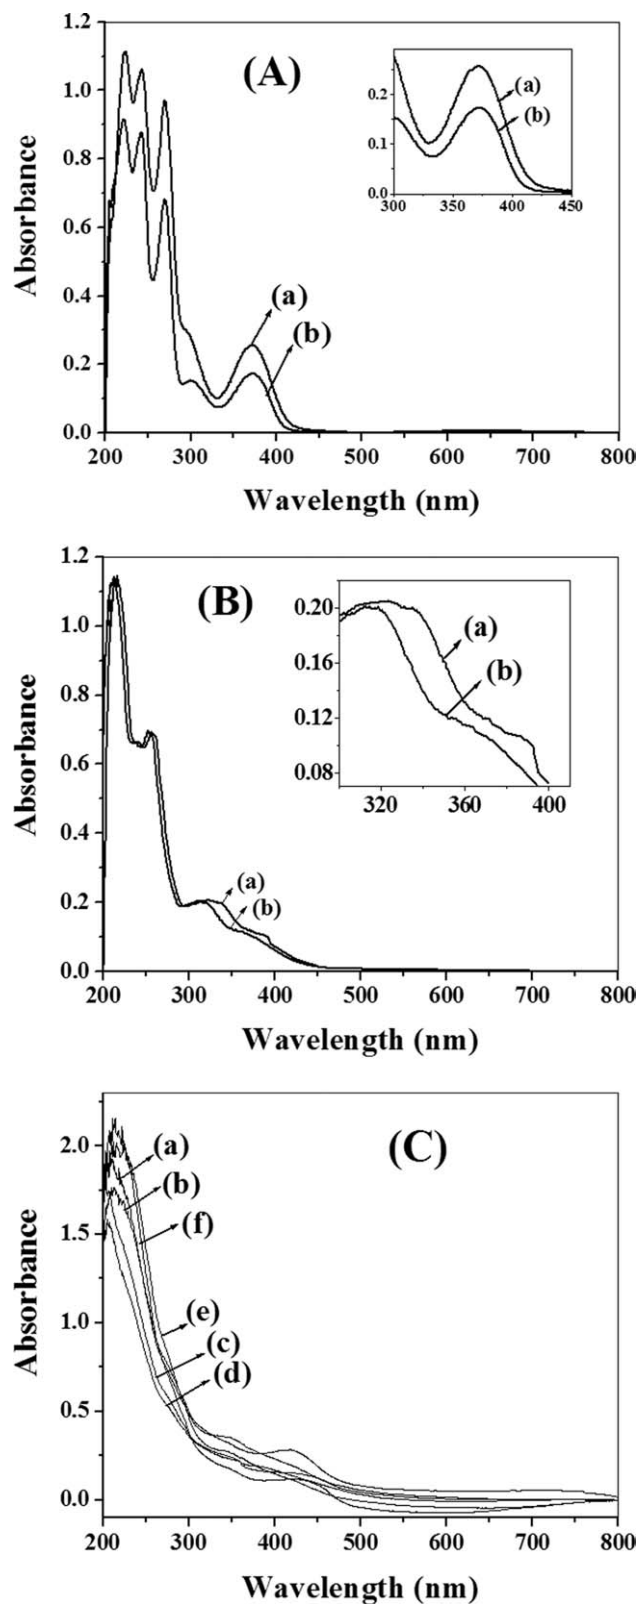 (A)
Absorbance
1.2
1.0
0.8
0.6
0.4
0.2
0.0
200 300 400 500 600 700 800
Wavelength (nm)
(a)
(b)
0.2
0.1
0.0
300 350 400 450
(a)
(b)
(B)
Absorbance
1.2
1.0
0.8
0.6
0.4
0.2
0.0
200 300 400 500 600 700 800
Wavelength (nm)
(a)
(b)
0.20
0.16
0.12
0.08
320 360 400
(a)
(b)
(C)
Absorbance
2.0
1.5
1.0
0.5
0.0
200 300 400 500 600 700 800
Wavelength (nm)
(a)
(b)
(f)
(e)
(c)
(d)